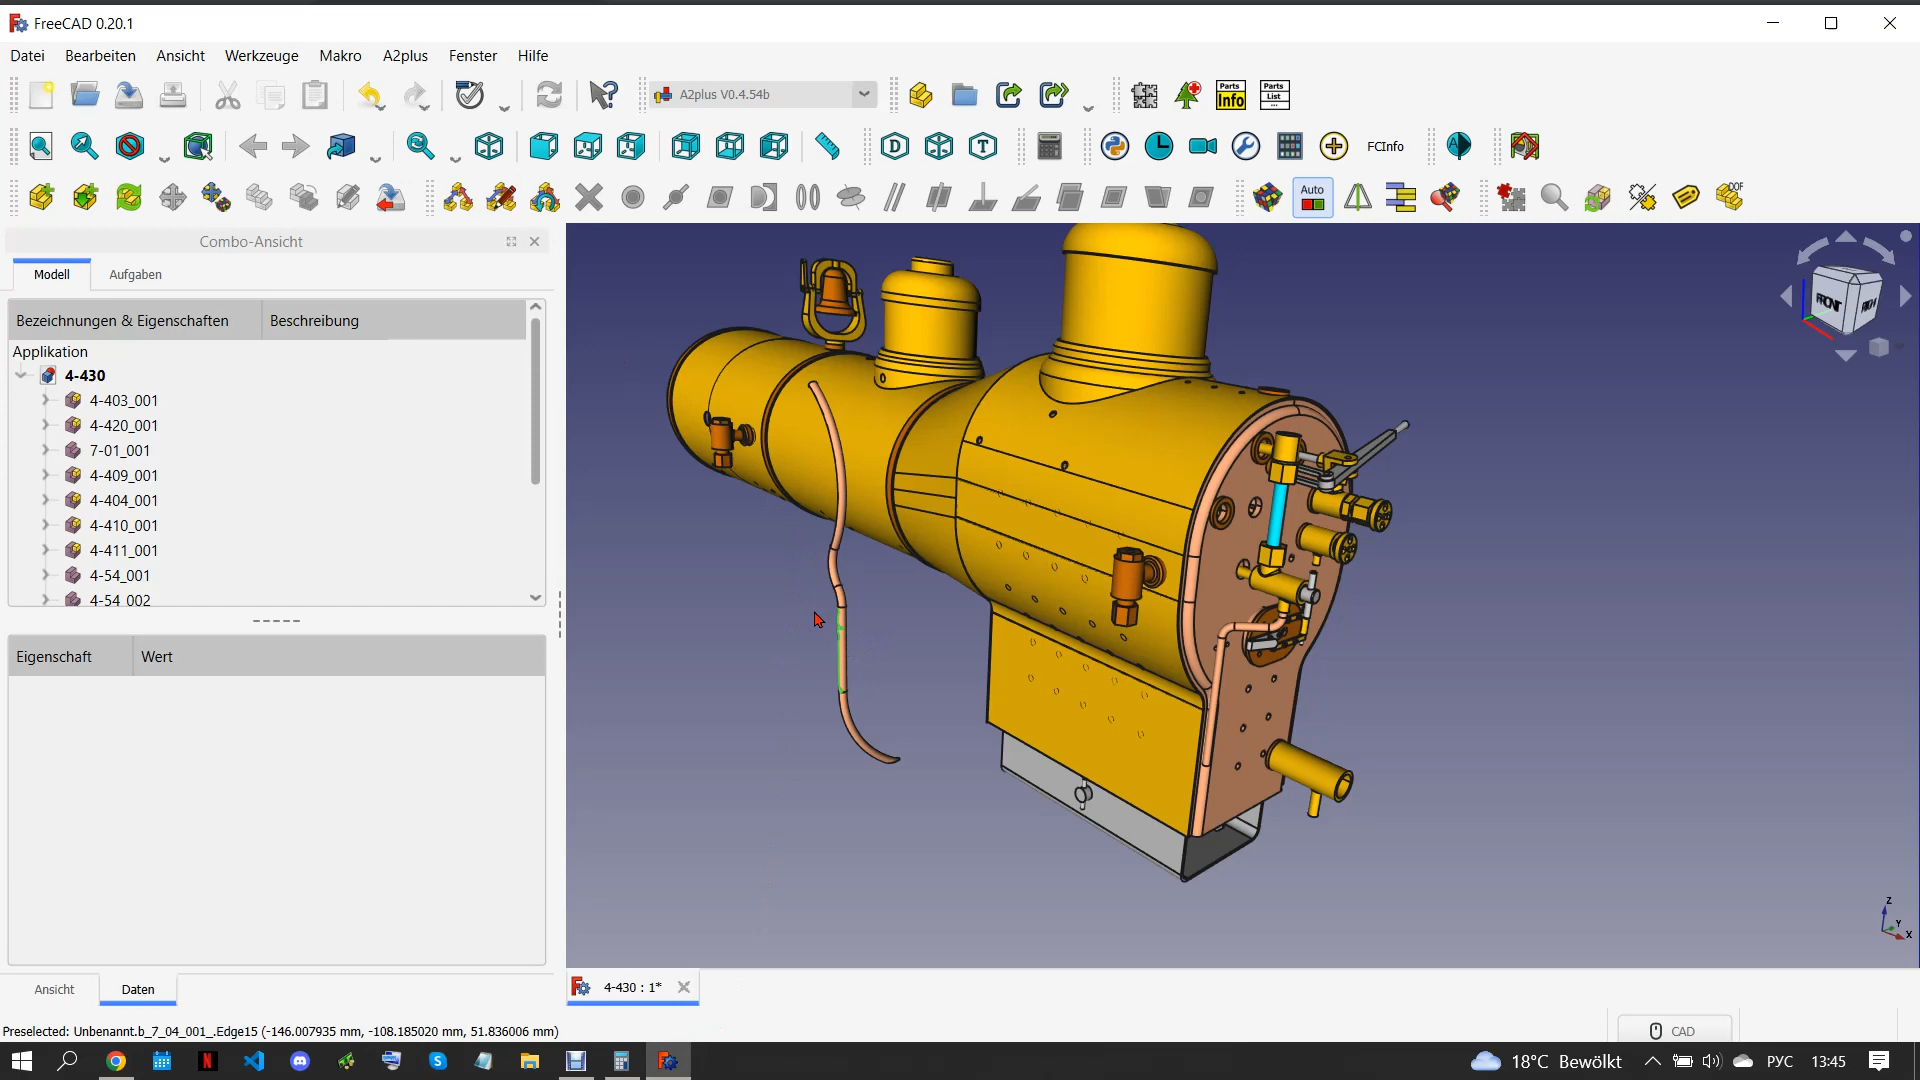 FreeCAD 0.20.1
Datei Bearbeiten Ansicht Werkzeuge Makro A2plus Fenster Hilfe
A2plus V0.4.54b
Parts Info
Parts List
D T FCInfo
Auto
DOF
Combo-Ansicht
Modell Aufgaben
Bezeichnungen & Eigenschaften Beschreibung
Applikation
4-430
4-403_001
4-420_001
7-01_001
4-409_001
4-404_001
4-410_001
4-411_001
4-54_001
4-54_002
Eigenschaft Wert
FRONT RIGHT
Z
Y
X
Ansicht Daten
4-430 : 1*
Preselected: Unbenannt.b_7_04_001_.Edge15 (-146.007935 mm, -108.185020 mm, 51.836006 mm)
CAD
18°C Bewölkt РУС 13:45